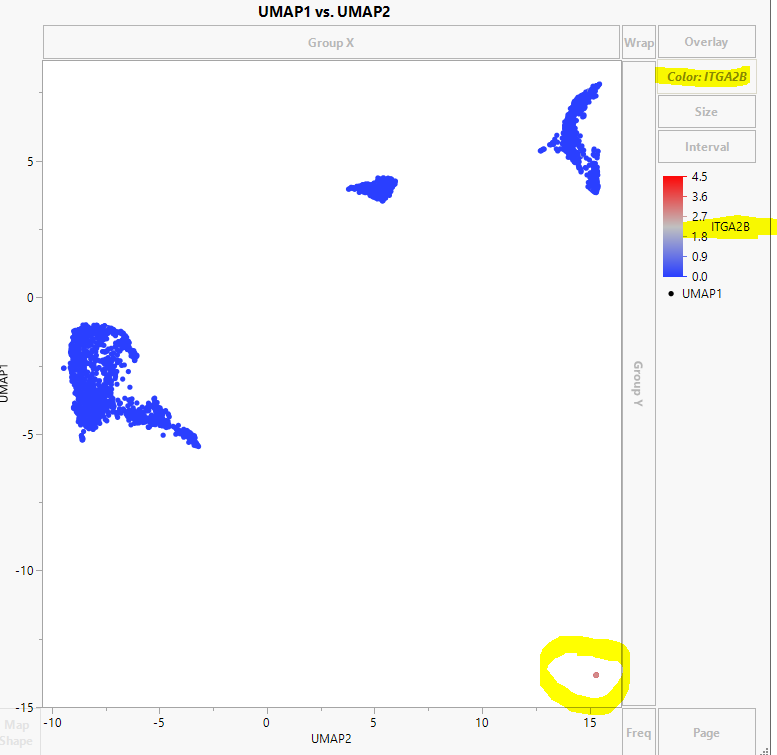 UMAP1 vs. UMAP2
Group X
Wrap
Overlay
Color: ITGA2B
Size
Interval
4.5
3.6
2.7
ITGA2B
1.8
0.9
0.0
UMAP1
5
0
-5
-10
-15
UMAP1
Group Y
-10
-5
0
5
10
15
UMAP2
Map
Shape
Freq
Page